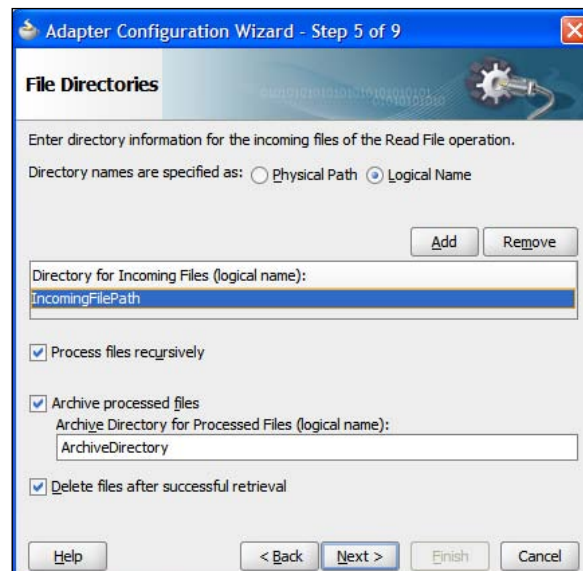 Adapter Configuration Wizard - Step 5 of 9
File Directories
Enter directory information for the incoming files of the Read File operation.
Directory names are specified as: Physical Path Logical Name
Add Remove
Directory for Incoming Files (logical name):
IncomingFilePath
Process files recursively
Archive processed files
Archive Directory for Processed Files (logical name):
ArchiveDirectory
Delete files after successful retrieval
Help < Back Next > Finish Cancel